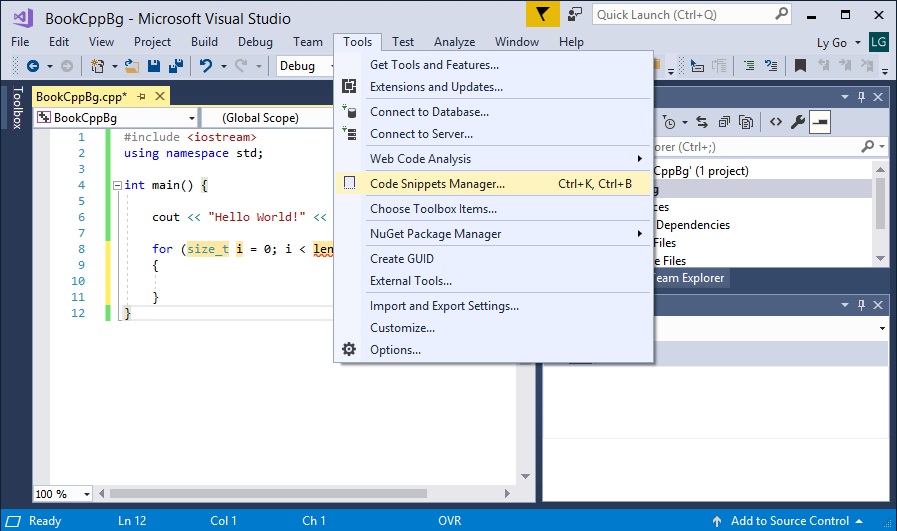 BookCppBg - Microsoft Visual Studio
Quick Launch (Ctrl+Q)
File Edit View Project Build Debug Team Tools Test Analyze Window Help
Ly Go LG
Debug
Toolbox
BookCppBg.cpp*
BookCppBg (Global Scope)
1 #include <iostream>
2 using namespace std;
3
4 int main() {
5
6 cout << "Hello World!" <<
7
8 for (size_t i = 0; i < len
9 {
10
11 }
12 }
100 %
Get Tools and Features...
Extensions and Updates...
Connect to Database...
Connect to Server...
Web Code Analysis
Code Snippets Manager... Ctrl+K, Ctrl+B
Choose Toolbox Items...
NuGet Package Manager
Create GUID
External Tools...
Import and Export Settings...
Customize...
Options...
orer (Ctrl+;)
CppBg' (1 project)
g
ces
Dependencies
Files
e Files
Team Explorer
Ready Ln 12 Col 1 Ch 1 OVR Add to Source Control